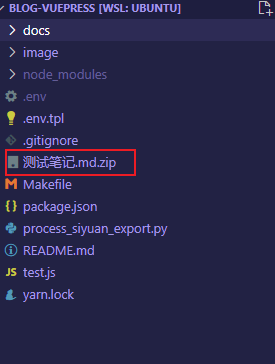 BLOG-VUEPRESS [WSL: UBUNTU]
docs
image
node_modules
.env
.env.tpl
.gitignore
测试笔记.md.zip
Makefile
package.json
process_siyuan_export.py
README.md
test.js
yarn.lock